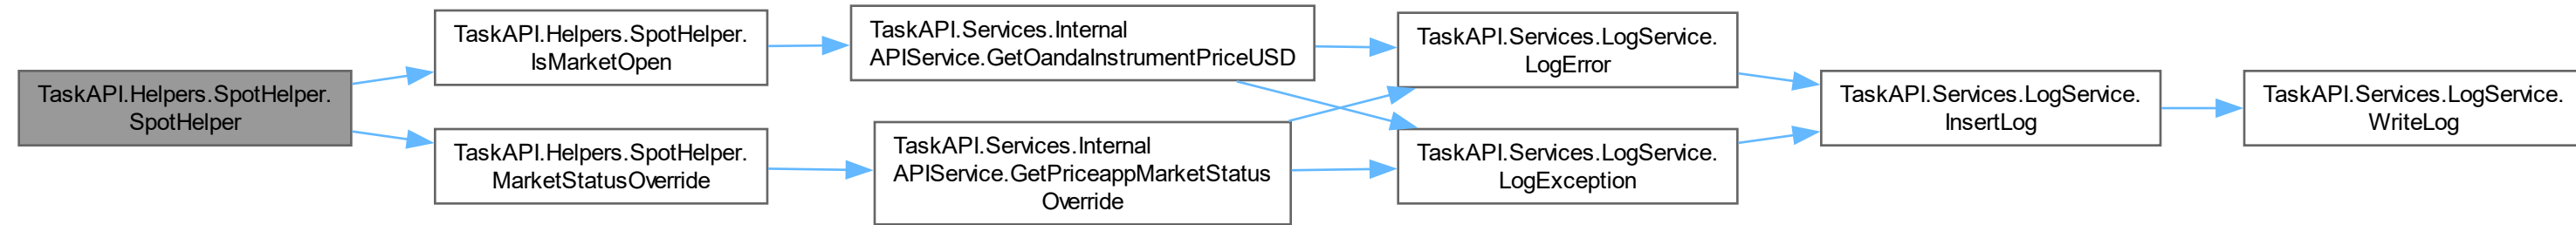 TaskAPI.Helpers.SpotHelper.
SpotHelper
TaskAPI.Helpers.SpotHelper.
IsMarketOpen
TaskAPI.Helpers.SpotHelper.
MarketStatusOverride
TaskAPI.Services.Internal
APIService.GetOandaInstrumentPriceUSD
TaskAPI.Services.Internal
APIService.GetPriceappMarketStatus
Override
TaskAPI.Services.LogService.
LogError
TaskAPI.Services.LogService.
LogException
TaskAPI.Services.LogService.
InsertLog
TaskAPI.Services.LogService.
WriteLog